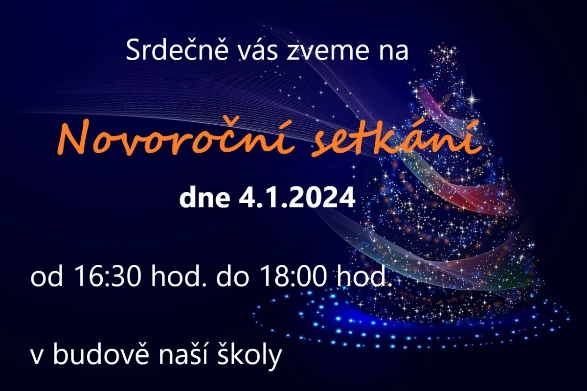 Srdečně vás zveme na
Novoroční setkání
dne 4.1.2024
od 16:30 hod. do 18:00 hod.
v budově naší školy